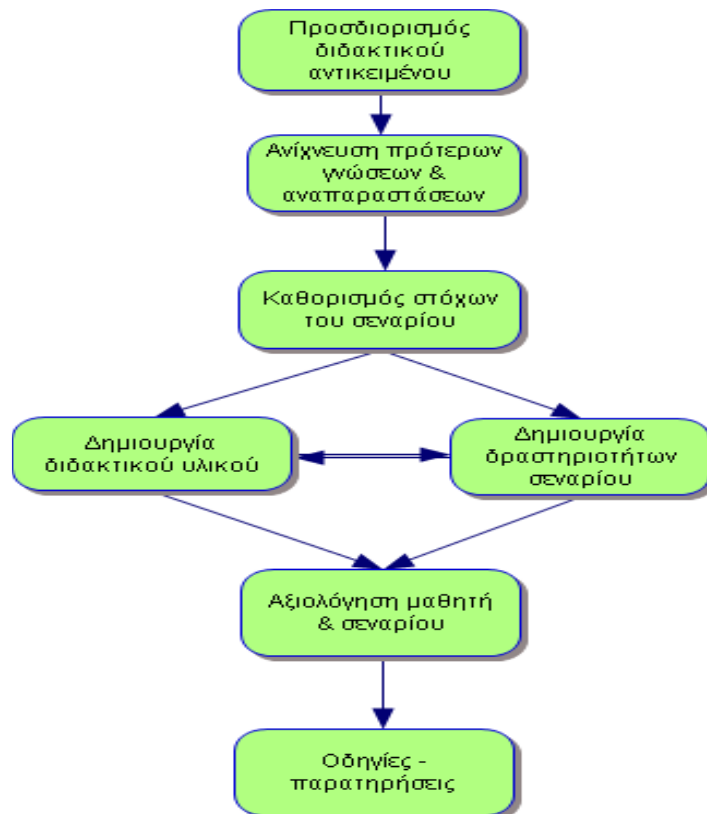 Προσδιορισμός
διδακτικού
αντικειμένου
Ανίχνευση πρότερων
γνώσεων &
αναπαραστάσεων
Καθορισμός στόχων
του σεναρίου
Δημιουργία
διδακτικού υλικού
Δημιουργία
δραστηριοτήτων
σεναρίου
Αξιολόγηση μαθητή
& σεναρίου
Οδηγίες -
παρατηρήσεις